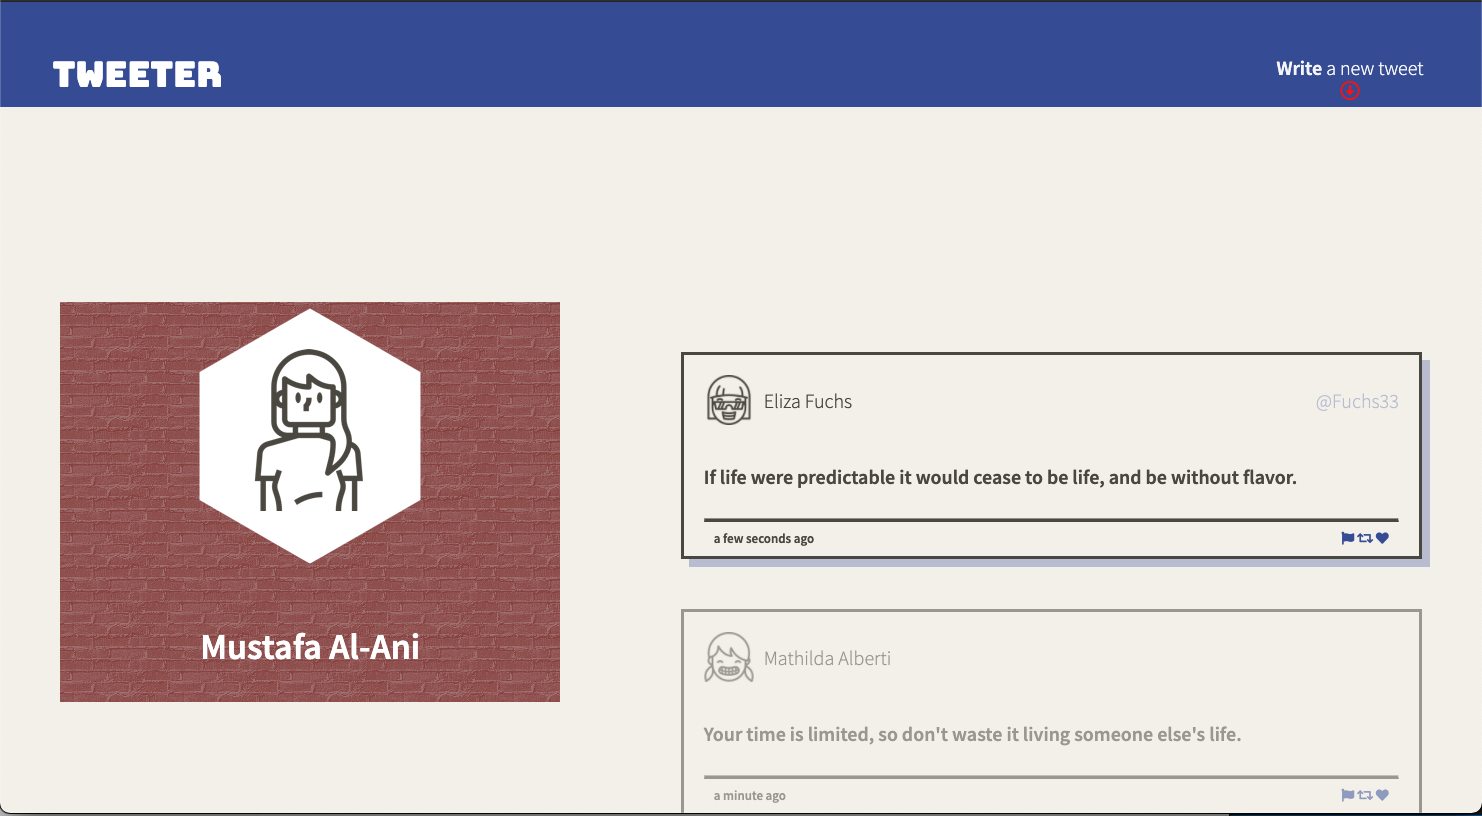 TWEETER
Write a new tweet
Mustafa Al-Ani
Eliza Fuchs
@Fuchs33
If life were predictable it would cease to be life, and be without flavor.
a few seconds ago
Mathilda Alberti
Your time is limited, so don't waste it living someone else's life.
a minute ago